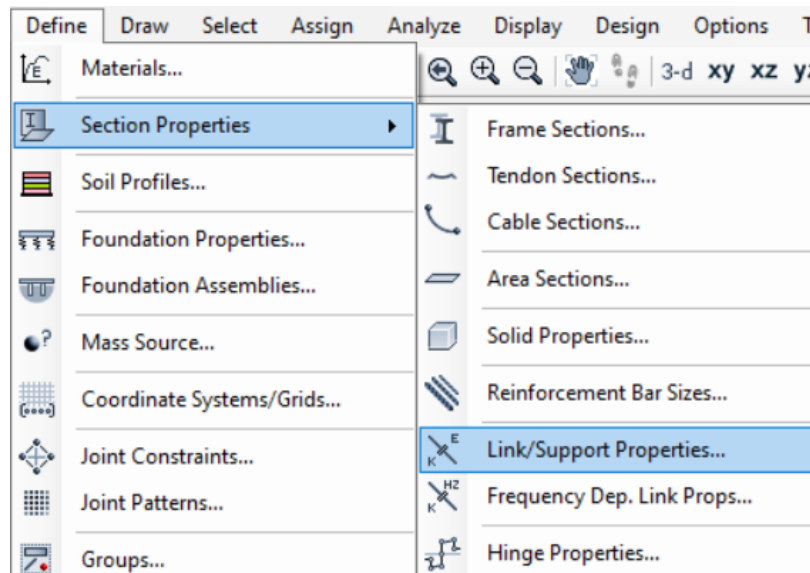 Define Draw Select Assign Analyze Display Design Options
Materials...
3-d xy xz
Section Properties
Frame Sections...
Tendon Sections...
Soil Profiles...
Cable Sections...
Foundation Properties...
Area Sections...
Foundation Assemblies...
Solid Properties...
Mass Source...
Reinforcement Bar Sizes...
Coordinate Systems/Grids...
Link/Support Properties...
Joint Constraints...
Frequency Dep. Link Props...
Joint Patterns...
Hinge Properties...
Groups...